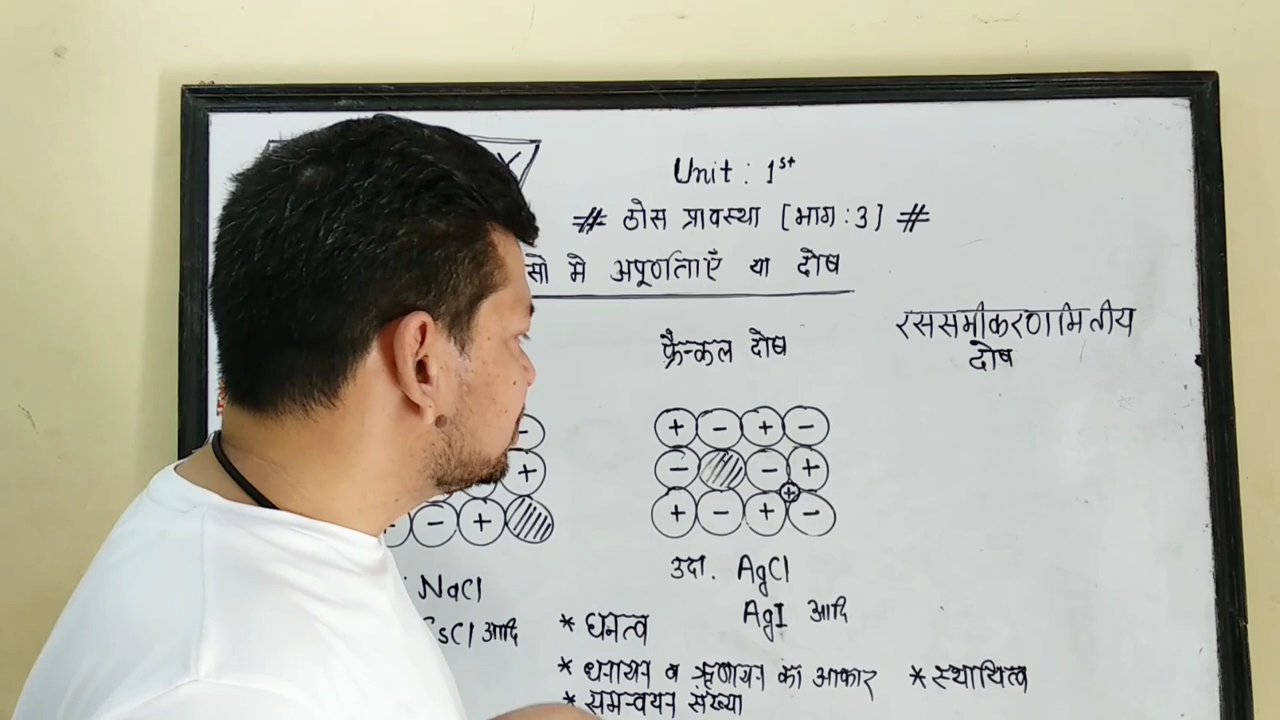 Unit : 1st
# ठोस प्रावस्था [भाग : 3] #
सो मे अपूर्णताएँ या दोष
फ्रैन्कल दोष
रससमीकरणमितीय
दोष
-
+
- +
+ - + -
- - +
+
+ - + -
NaCl
sCl आदि
उदा. AgCl
AgI आदि
* घनत्व
* धनायन व ऋणायन का आकार * स्थायित्व
* समन्वयन संख्या